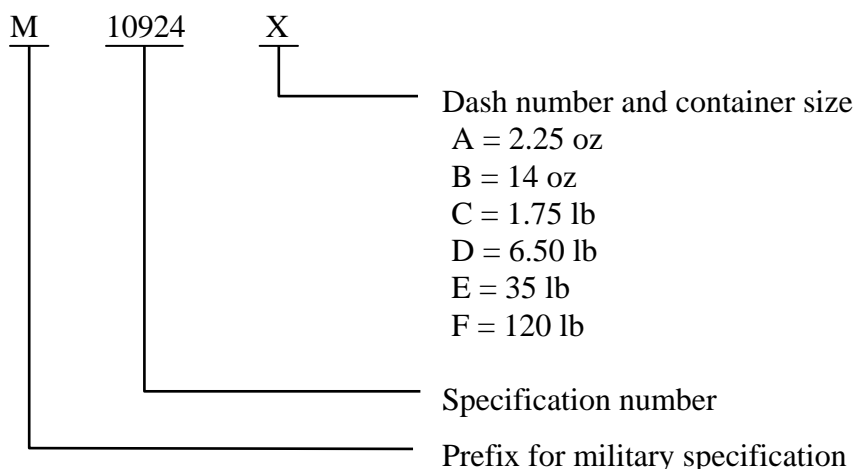 M 10924 X
Dash number and container size
A = 2.25 oz
B = 14 oz
C = 1.75 lb
D = 6.50 lb
E = 35 lb
F = 120 lb
Specification number
Prefix for military specification